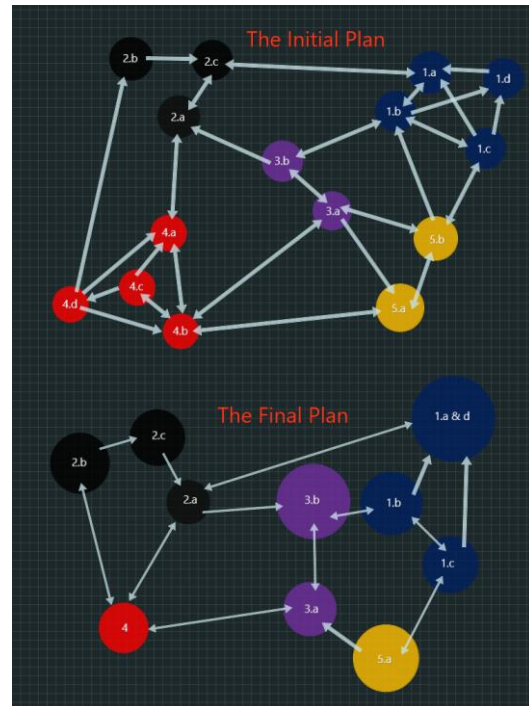 The Initial Plan
2.b
2.c
1.a
1.d
2.a
1.b
1.c
3.b
3.a
4.a
5.b
4.c
4.d
4.b
5.a
The Final Plan
1.a & d
2.c
2.b
2.a
3.b
1.b
1.c
3.a
4
5.a